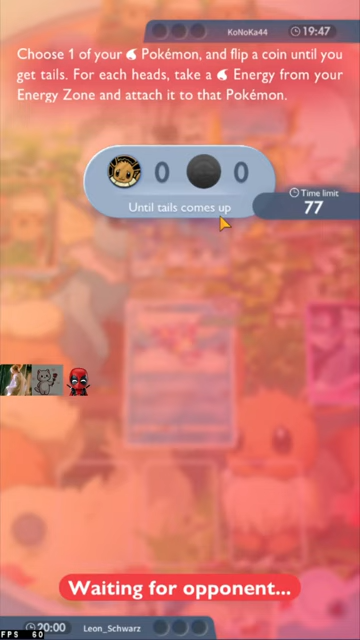 KoNoKa44 19:47
Choose 1 of your Pokémon, and flip a coin until you
get tails. For each heads, take a Energy from your
Energy Zone and attach it to that Pokémon.
0 0
Until tails comes up
Time limit
77
Waiting for opponent...
20:00 Leon_Schwarz
FPS 60